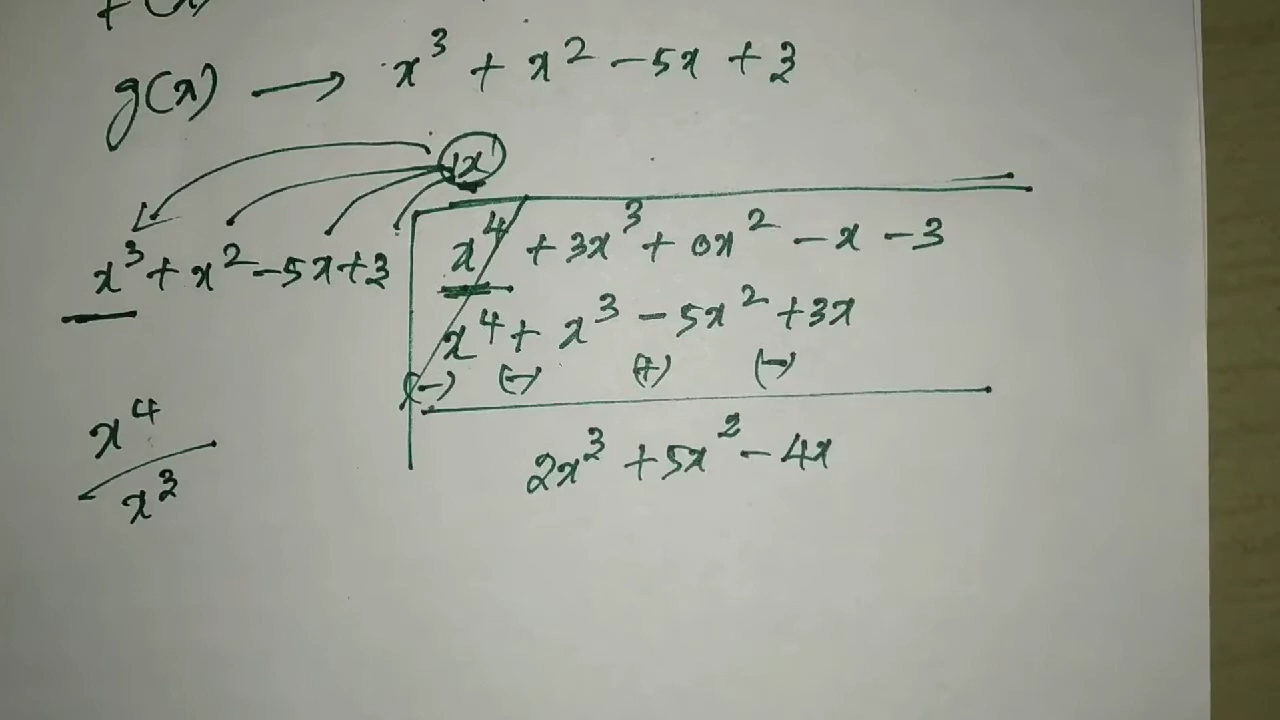 g(x) → x³ + x² - 5x + 3
x
x³ + x² - 5x + 3
x⁴ + 3x³ + 0x² - x - 3
x⁴ + x³ - 5x² + 3x
(-) (-) (+) (-)
2x³ + 5x² - 4x
x⁴
x³